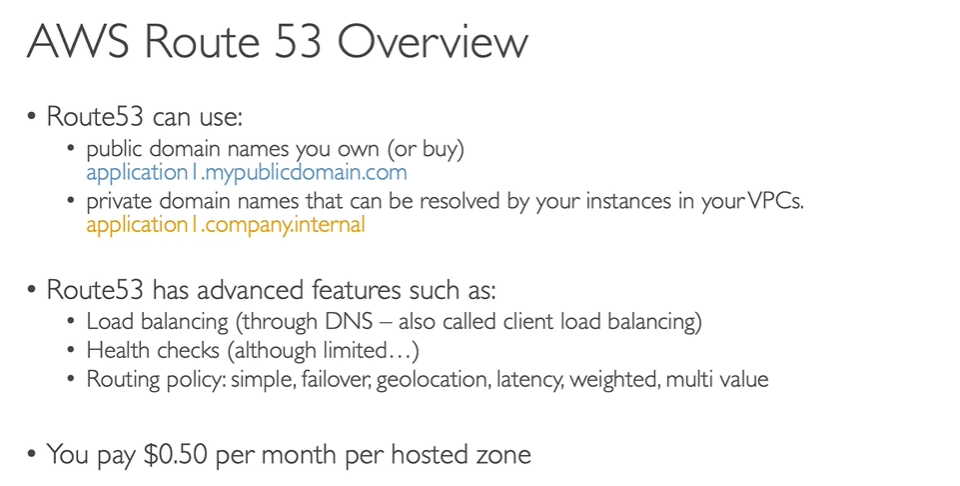 AWS Route 53 Overview
• Route53 can use:
• public domain names you own (or buy)
application1.mypublicdomain.com
• private domain names that can be resolved by your instances in your VPCs.
application1.company.internal
• Route53 has advanced features such as:
• Load balancing (through DNS – also called client load balancing)
• Health checks (although limited…)
• Routing policy: simple, failover, geolocation, latency, weighted, multi value
• You pay $0.50 per month per hosted zone